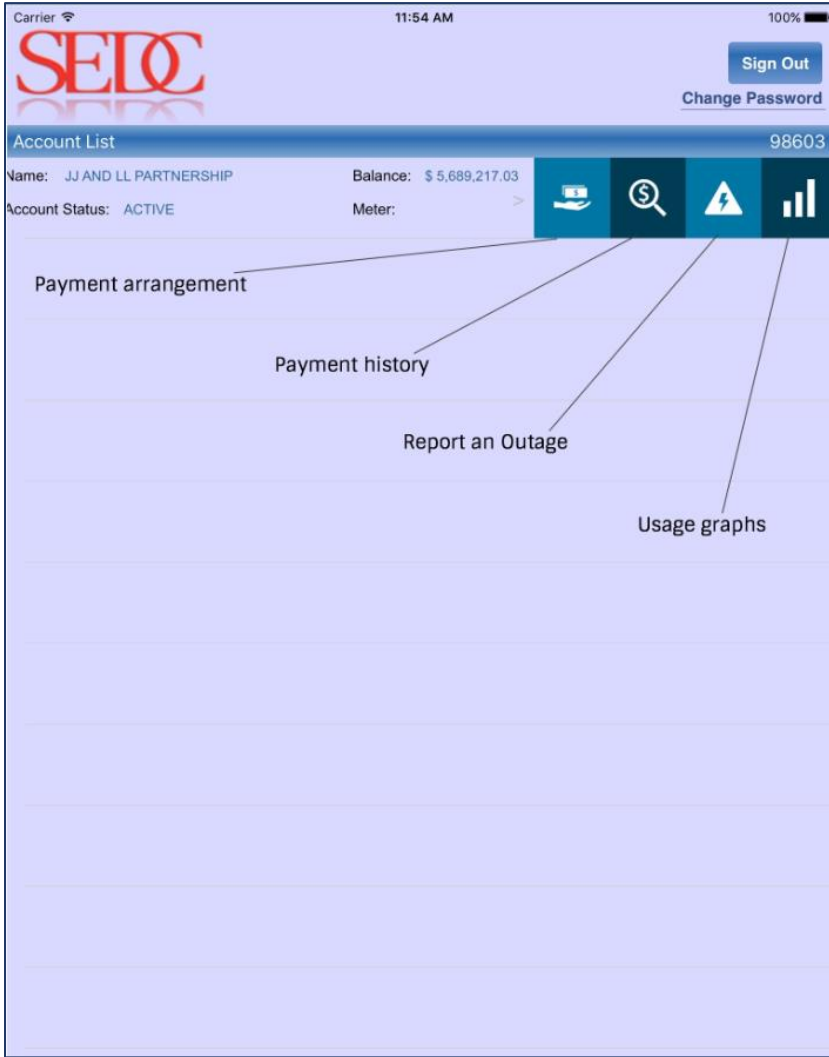 Carrier 11:54 AM 100%
SEDC
Sign Out
Change Password
Account List 98603
Name: JJ AND LL PARTNERSHIP Balance: $ 5,689,217.03
Account Status: ACTIVE Meter: >
Payment arrangement
Payment history
Report an Outage
Usage graphs